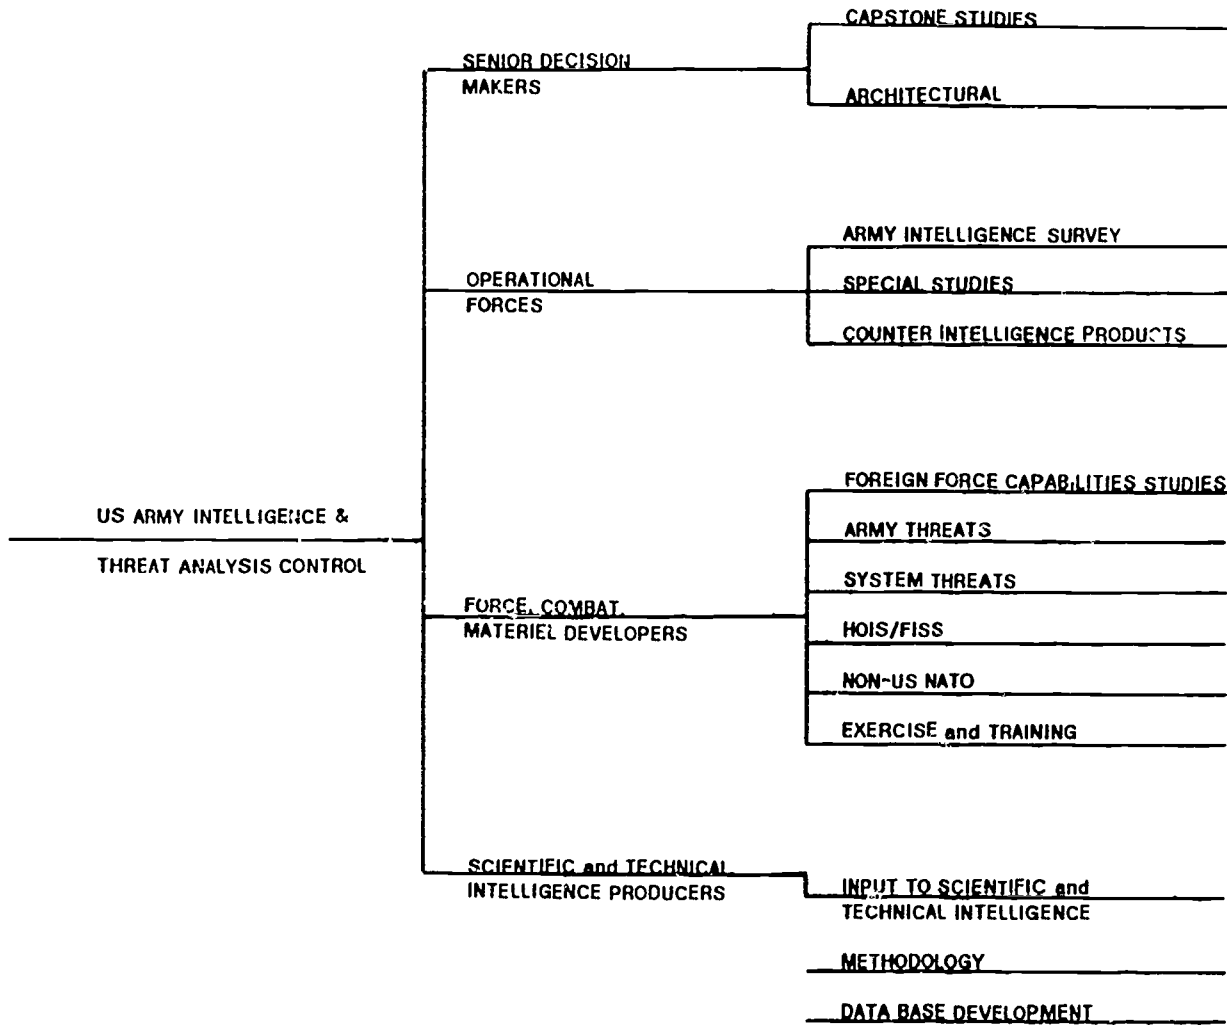 CAPSTONE STUDIES
SENIOR DECISION
MAKERS
ARCHITECTURAL
ARMY INTELLIGENCE SURVEY
OPERATIONAL
FORCES
SPECIAL STUDIES
COUNTER INTELLIGENCE PRODUCTS
US ARMY INTELLIGENCE &
THREAT ANALYSIS CONTROL
FOREIGN FORCE CAPABILITIES STUDIES
ARMY THREATS
SYSTEM THREATS
FORCE, COMBAT,
MATERIEL DEVELOPERS
HOIS/FISS
NON-US NATO
EXERCISE and TRAINING
SCIENTIFIC and TECHNICAL
INTELLIGENCE PRODUCERS
INPUT TO SCIENTIFIC and
TECHNICAL INTELLIGENCE
METHODOLOGY
DATA BASE DEVELOPMENT